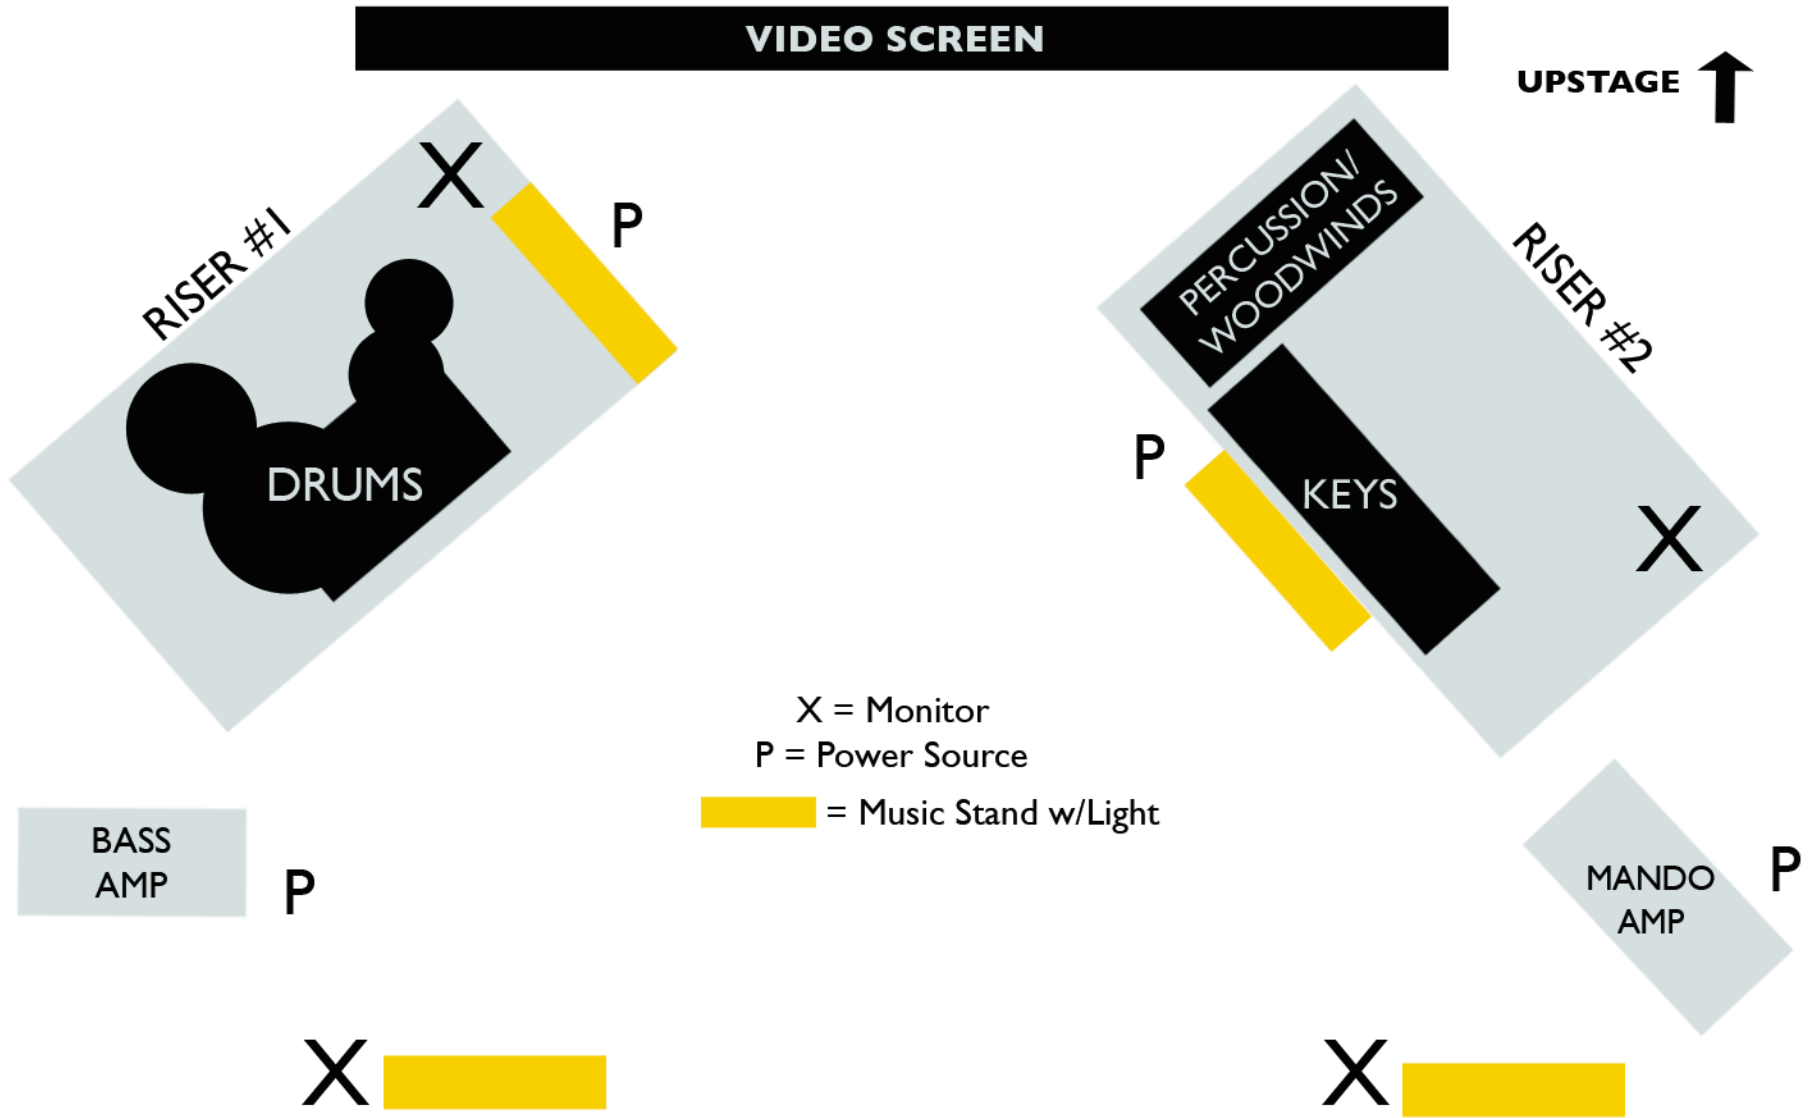 VIDEO SCREEN
UPSTAGE
X
P
RISER #1
PERCUSSION/
WOODWINDS
RISER #2
DRUMS
P
KEYS
X
X = Monitor
P = Power Source
= Music Stand w/Light
BASS
AMP
P
MANDO
AMP
P
X
X